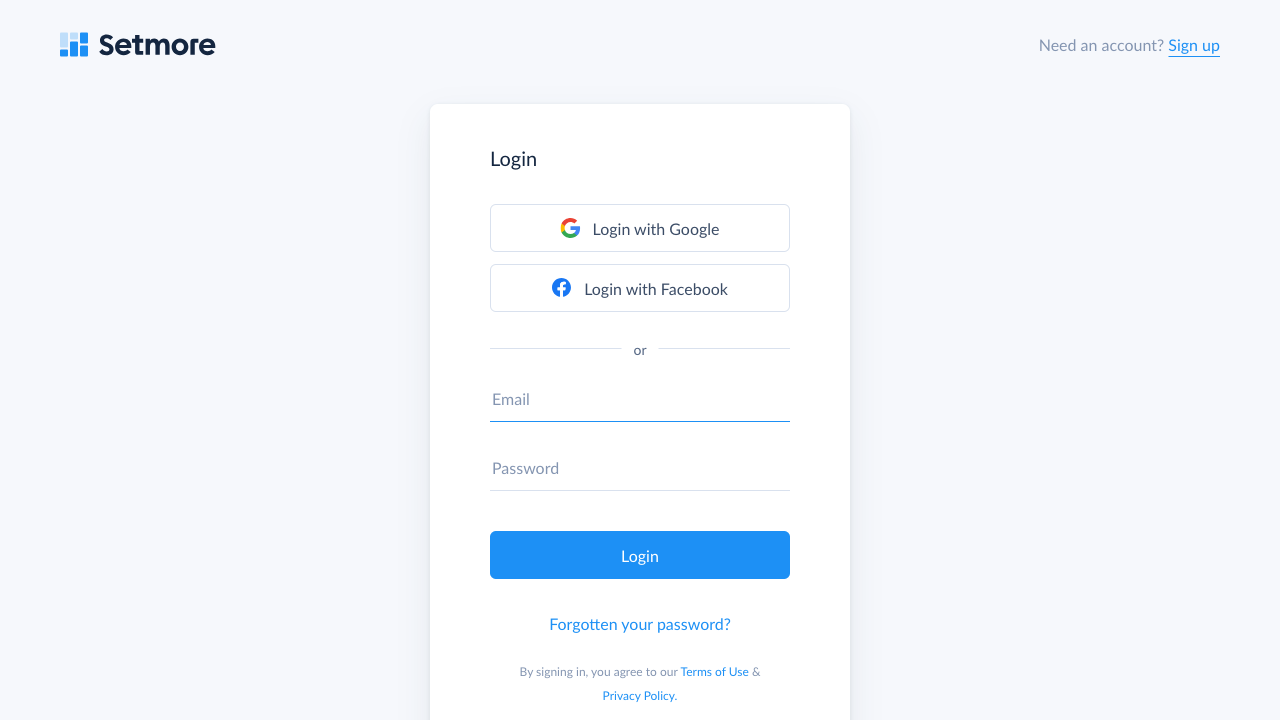 Setmore
Need an account? Sign up
Login
Login with Google
Login with Facebook
or
Email
Password
Login
Forgotten your password?
By signing in, you agree to our Terms of Use &
Privacy Policy.